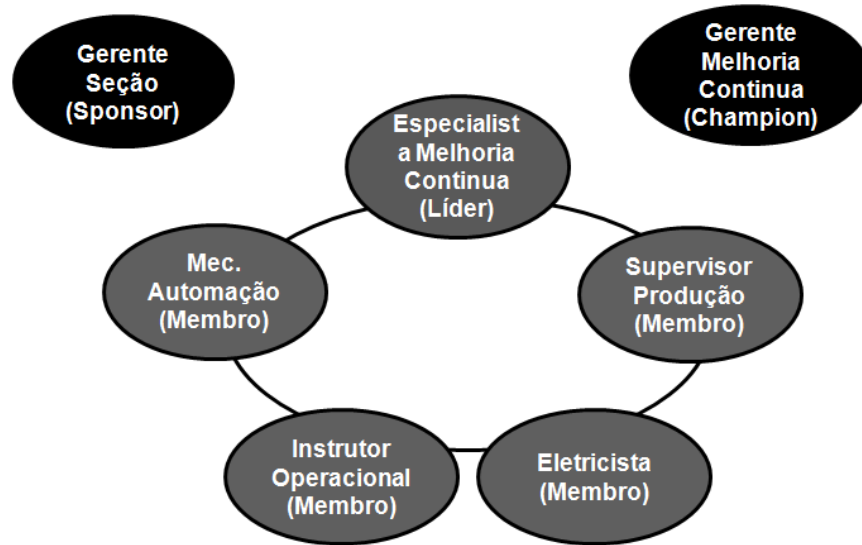 Gerente
Seção
(Sponsor)
Gerente
Melhoria
Continua
(Champion)
Especialist
a Melhoria
Continua
(Líder)
Mec.
Automação
(Membro)
Supervisor
Produção
(Membro)
Instrutor
Operacional
(Membro)
Eletricista
(Membro)